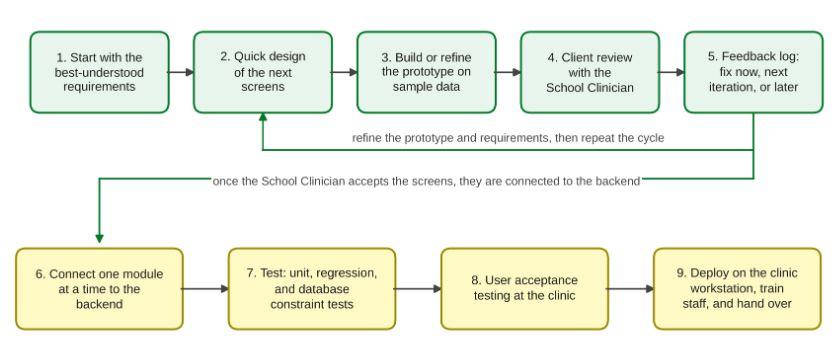 1. Start with the
best-understood
requirements
2. Quick design
of the next
screens
3. Build or refine
the prototype on
sample data
4. Client review
with the
School Clinician
5. Feedback log:
fix now, next
iteration, or later
refine the prototype and requirements, then repeat the cycle
once the School Clinician accepts the screens, they are connected to the backend
6. Connect one module
at a time to the
backend
7. Test: unit, regression,
and database
constraint tests
8. User acceptance
testing at the clinic
9. Deploy on the clinic
workstation, train
staff, and hand over